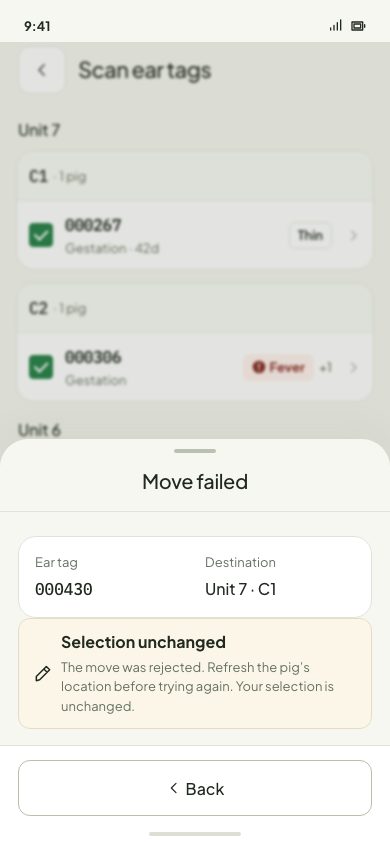 9:41
Scan ear tags
Unit 7
C1 · 1 pig
000267
Gestation · 42d
Thin
C2 · 1 pig
000306
Gestation
Fever +1
Unit 6
Move failed
Ear tag
000430
Destination
Unit 7 · C1
Selection unchanged
The move was rejected. Refresh the pig's
location before trying again. Your selection is
unchanged.
Back